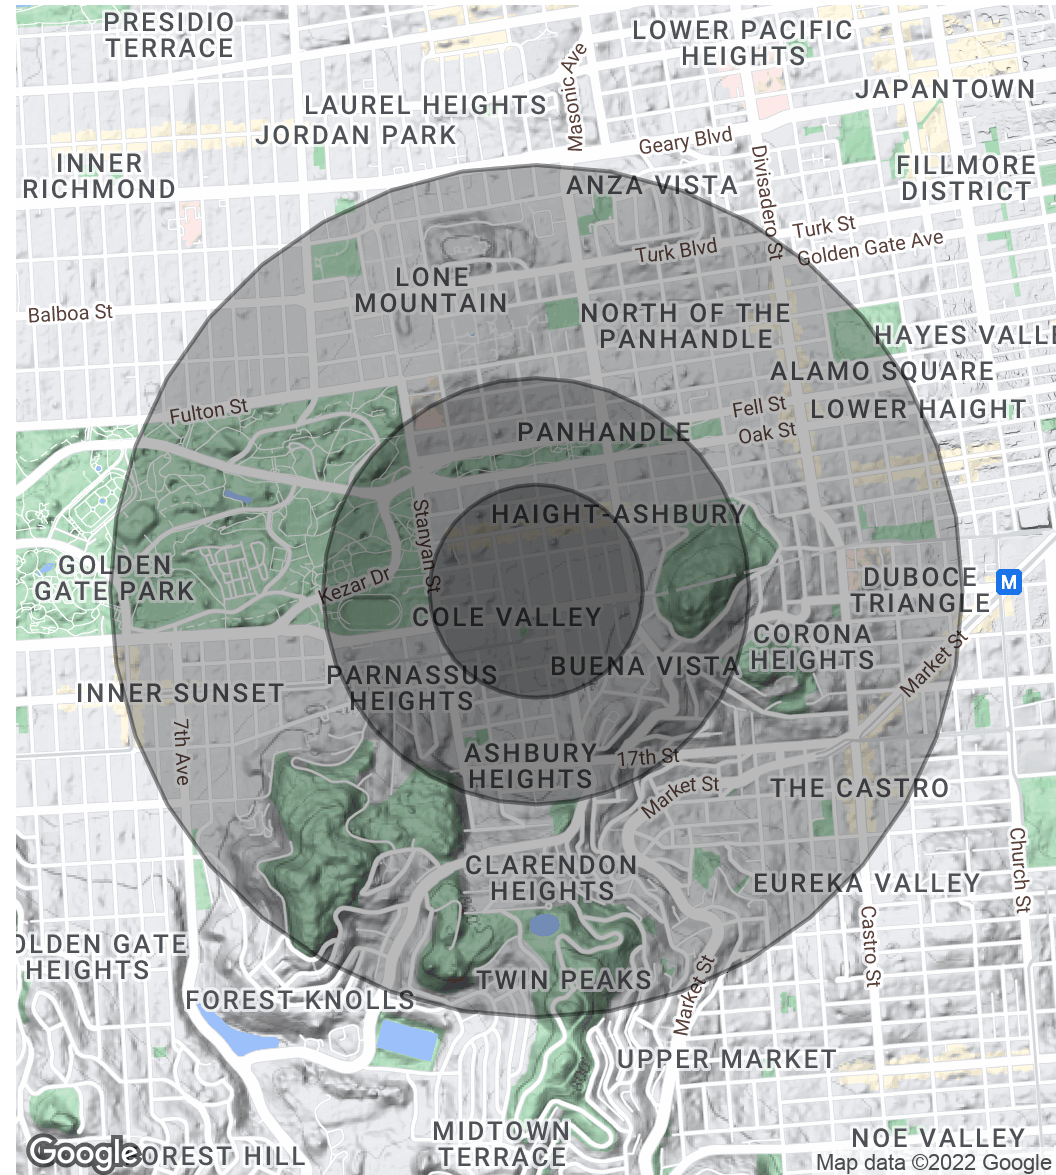 PRESIDIO
TERRACE
LOWER PACIFIC
HEIGHTS
Masonic Ave
JAPANTOWN
LAUREL HEIGHTS
JORDAN PARK
Geary Blvd
INNER
RICHMOND
Divisadero St
FILLMORE
DISTRICT
ANZA VISTA
Turk St
Golden Gate Ave
Turk Blvd
LONE
MOUNTAIN
Balboa St
NORTH OF THE
PANHANDLE
HAYES VALLE
ALAMO SQUARE
Fulton St
Fell St
LOWER HAIGHT
PANHANDLE
Oak St
Stanyan St
HAIGHT-ASHBURY
GOLDEN
GATE PARK
Kezar Dr
DUBOCE
TRIANGLE
M
COLE VALLEY
CORONA
HEIGHTS
Market St
BUENA VISTA
PARNASSUS
HEIGHTS
INNER SUNSET
7th Ave
ASHBURY
HEIGHTS
17th St
Market St
THE CASTRO
Church St
CLARENDON
HEIGHTS
EUREKA VALLEY
Castro St
OLDEN GATE
HEIGHTS
TWIN PEAKS
Market St
FOREST KNOLLS
UPPER MARKET
MIDTOWN
TERRACE
NOE VALLEY
Google
FOREST HILL
Map data ©2022 Google